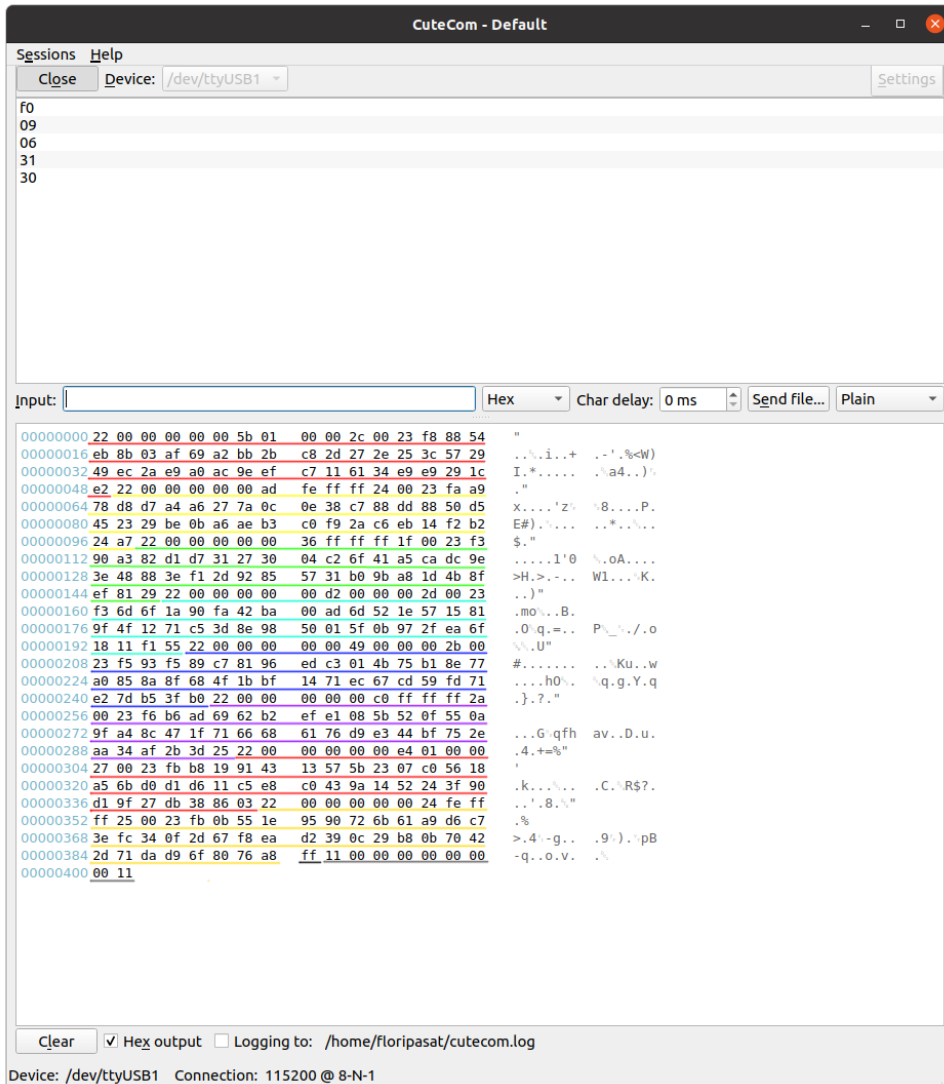 CuteCom - Default
Sessions Help
Close Device: /dev/ttyUSB1 Settings
f0
09
06
31
30
Input: Hex Char delay: 0 ms Send file... Plain
00000000 22 00 00 00 00 00 5b 01 00 00 2c 00 23 f8 88 54 "
00000016 eb 8b 03 af 69 a2 bb 2b c8 2d 27 2e 25 3c 57 29
00000032 49 ec 2a e9 a0 ac 9e ef c7 11 61 34 e9 e9 29 1c
00000048 e2 22 00 00 00 00 00 ad fe ff ff 24 00 23 fa a9 ."
00000064 78 d8 d7 a4 a6 27 7a 0c 0e 38 c7 88 dd 88 50 d5
00000080 45 23 29 be 0b a6 ae b3 c0 f9 2a c6 eb 14 f2 b2
00000096 24 a7 22 00 00 00 00 00 36 ff ff ff 1f 00 23 f3 $."
00000112 90 a3 82 d1 d7 31 27 30 04 c2 6f 41 a5 ca dc 9e
00000128 3e 48 88 3e f1 2d 92 85 57 31 b0 9b a8 1d 4b 8f
00000144 ef 81 29 22 00 00 00 00 00 d2 00 00 00 2d 00 23 ..)"
00000160 f3 6d 6f 1a 90 fa 42 ba 00 ad 6d 52 1e 57 15 81
00000176 9f 4f 12 71 c5 3d 8e 98 50 01 5f 0b 97 2f ea 6f
00000192 18 11 f1 55 22 00 00 00 00 00 49 00 00 00 2b 00
00000208 23 f5 93 f5 89 c7 81 96 ed c3 01 4b 75 b1 8e 77
00000224 a0 85 8a 8f 68 4f 1b bf 14 71 ec 67 cd 59 fd 71
00000240 e2 7d b5 3f b0 22 00 00 00 00 00 c0 ff ff ff 2a .}.?."
00000256 00 23 f6 b6 ad 69 62 b2 ef e1 08 5b 52 0f 55 0a
00000272 9f a4 8c 47 1f 71 66 68 61 76 d9 e3 44 bf 75 2e
00000288 aa 34 af 2b 3d 25 22 00 00 00 00 00 e4 01 00 00 .4.+=%"
00000304 27 00 23 fb b8 19 91 43 13 57 5b 23 07 c0 56 18 '
00000320 a5 6b d0 d1 d6 11 c5 e8 c0 43 9a 14 52 24 3f 90
00000336 d1 9f 27 db 38 86 03 22 00 00 00 00 00 24 fe ff
00000352 ff 25 00 23 fb 0b 55 1e 95 90 72 6b 61 a9 d6 c7 .%
00000368 3e fc 34 0f 2d 67 f8 ea d2 39 0c 29 b8 0b 70 42
00000384 2d 71 da d9 6f 80 76 a8 ff 11 00 00 00 00 00 00
00000400 00 11
Clear Hex output Logging to: /home/floripasat/cutecom.log
Device: /dev/ttyUSB1 Connection: 115200 @ 8-N-1